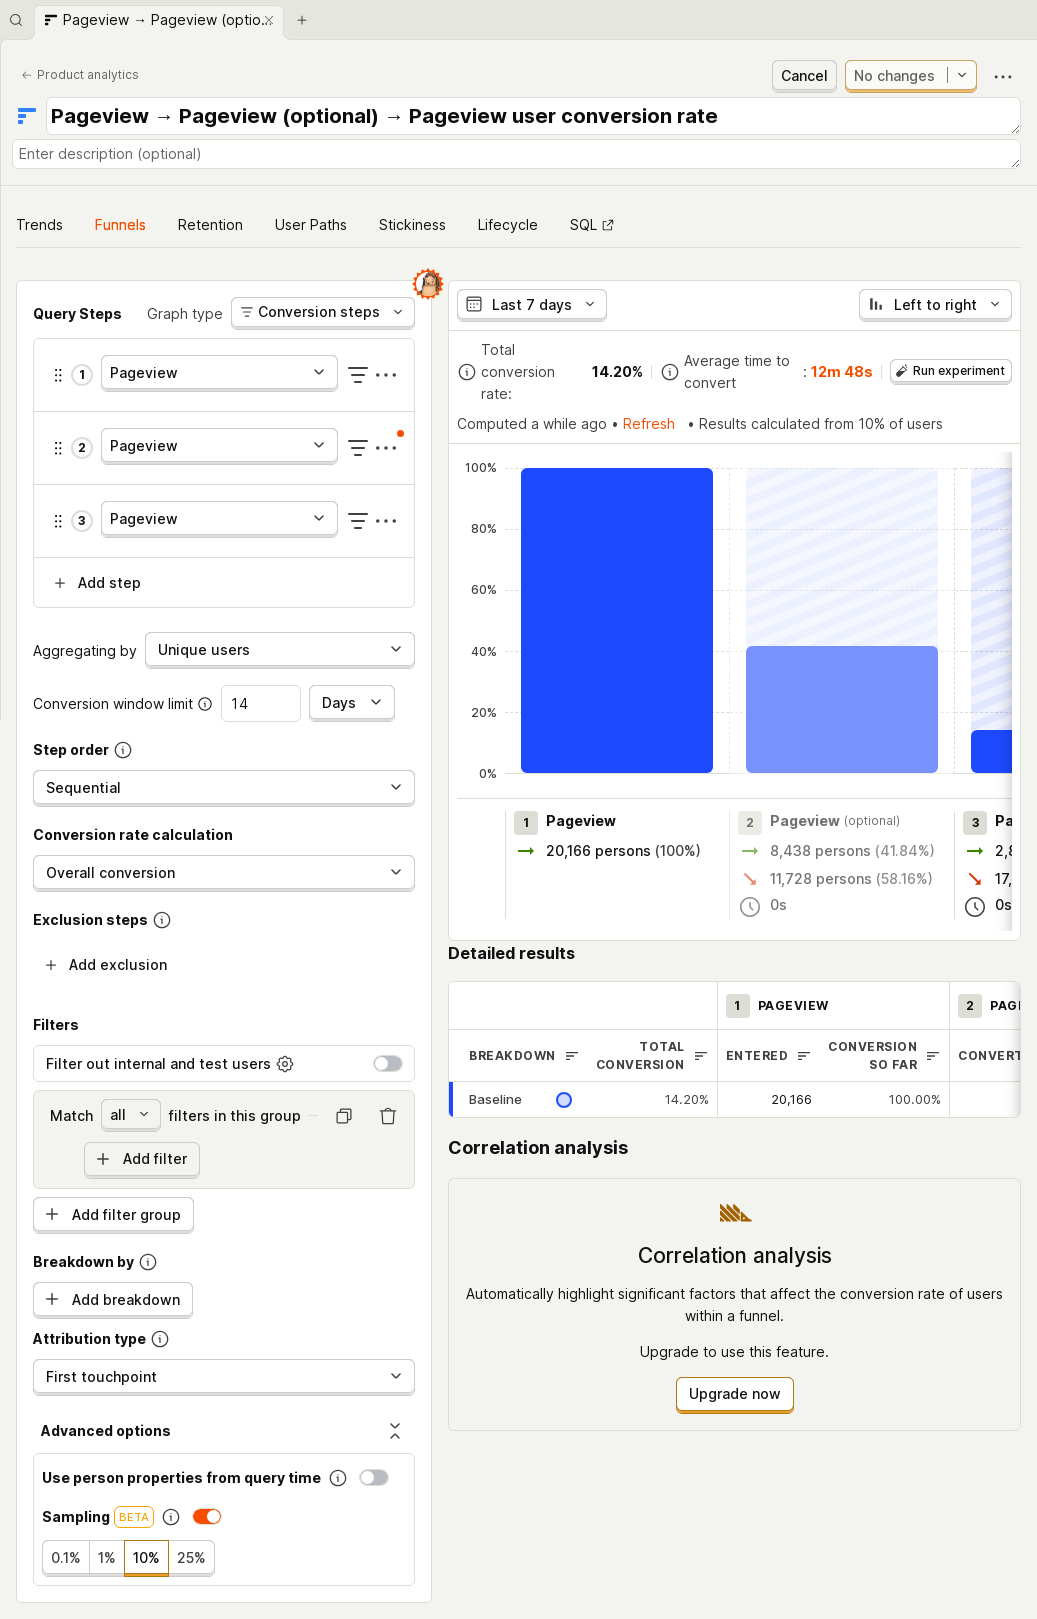 Pageview → Pageview (optio...
Product analytics
Cancel
No changes
Pageview → Pageview (optional) → Pageview user conversion rate
Enter description (optional)
Trends
Funnels
Retention
User Paths
Stickiness
Lifecycle
SQL
Query Steps
Graph type
Conversion steps
1
Pageview
2
Pageview
3
Pageview
Add step
Aggregating by
Unique users
Conversion window limit
14
Days
Step order
Sequential
Conversion rate calculation
Overall conversion
Exclusion steps
Add exclusion
Filters
Filter out internal and test users
Match
all
filters in this group
Add filter
Add filter group
Breakdown by
Add breakdown
Attribution type
First touchpoint
Advanced options
Use person properties from query time
Sampling
BETA
0.1%
1%
10%
25%
Last 7 days
Left to right
Total
conversion
rate:
14.20%
Average time to
convert
: 12m 48s
Run experiment
Computed a while ago • Refresh • Results calculated from 10% of users
100%
80%
60%
40%
20%
0%
1
Pageview
20,166 persons (100%)
2
Pageview (optional)
8,438 persons (41.84%)
11,728 persons (58.16%)
0s
3
Pa
2,8
17,
0s
Detailed results
1 PAGEVIEW
2 PAGE
BREAKDOWN
TOTAL
CONVERSION
ENTERED
CONVERSION
SO FAR
CONVERT
Baseline
14.20%
20,166
100.00%
Correlation analysis
Correlation analysis
Automatically highlight significant factors that affect the conversion rate of users
within a funnel.
Upgrade to use this feature.
Upgrade now